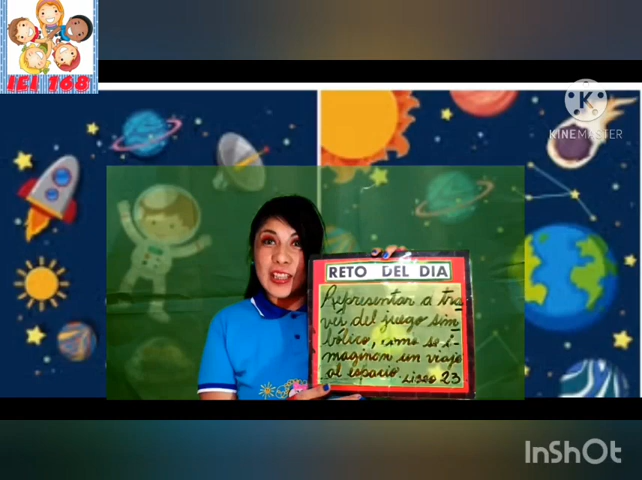 IEI 168
KINEMASTER
RETO DEL DIA
Representar a tra
vés del juego sim
bólico, como se i-
maginan un viaje
al espacio.
InShOt